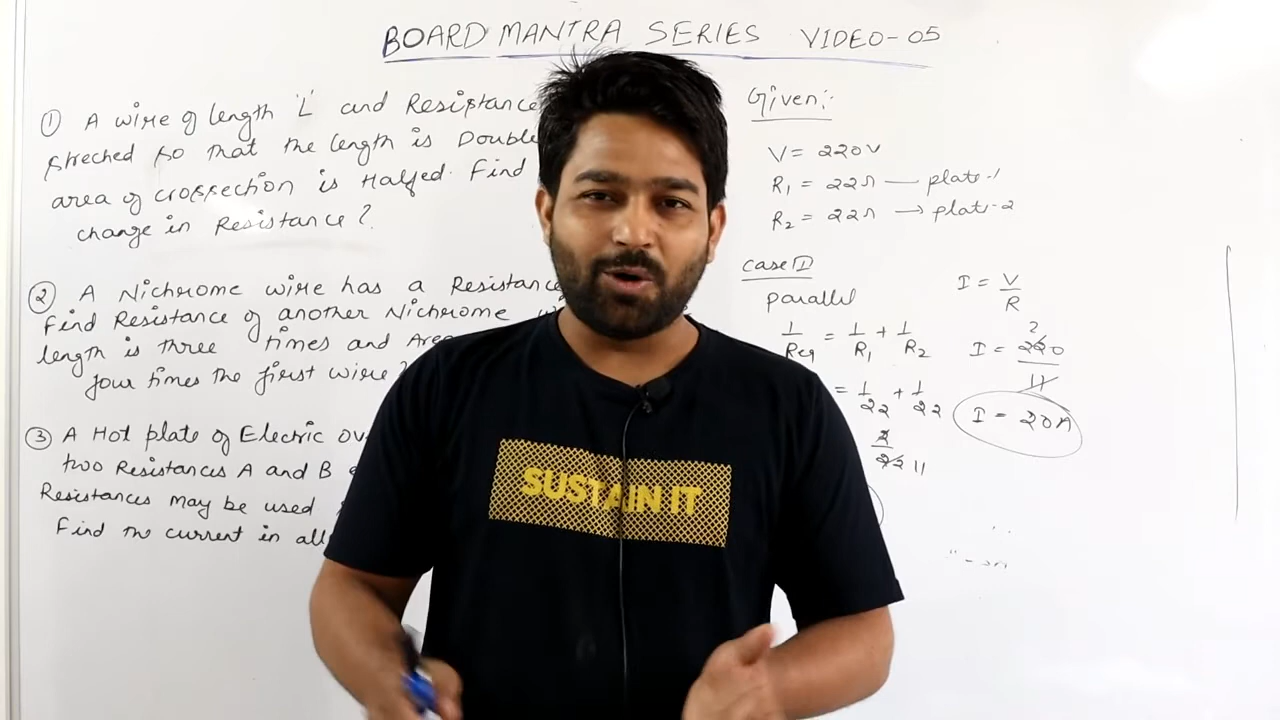 BOARD MANTRA SERIES VIDEO-05
① A wire of length 'L' and Resistance
streched so that the length is Double
area of crossection is Halfed. Find
change in Resistance?
② A Nichrome wire has a Resistance
Find Resistance of another Nichrome
length is three times and Area
four times the first wire?
③ A Hot plate of Electric
two Resistances A and B
Resistances may be used
Find the current in all
Given:-
V = 220V
R₁ = 22Ω — plate-1
R₂ = 22Ω → plate-2
case I
parallel
1/Req = 1/R₁ + 1/R₂
= 1/22 + 1/22
2/22 11
I = V/R
I = 220/11 2
I = 20A
SUSTAIN IT